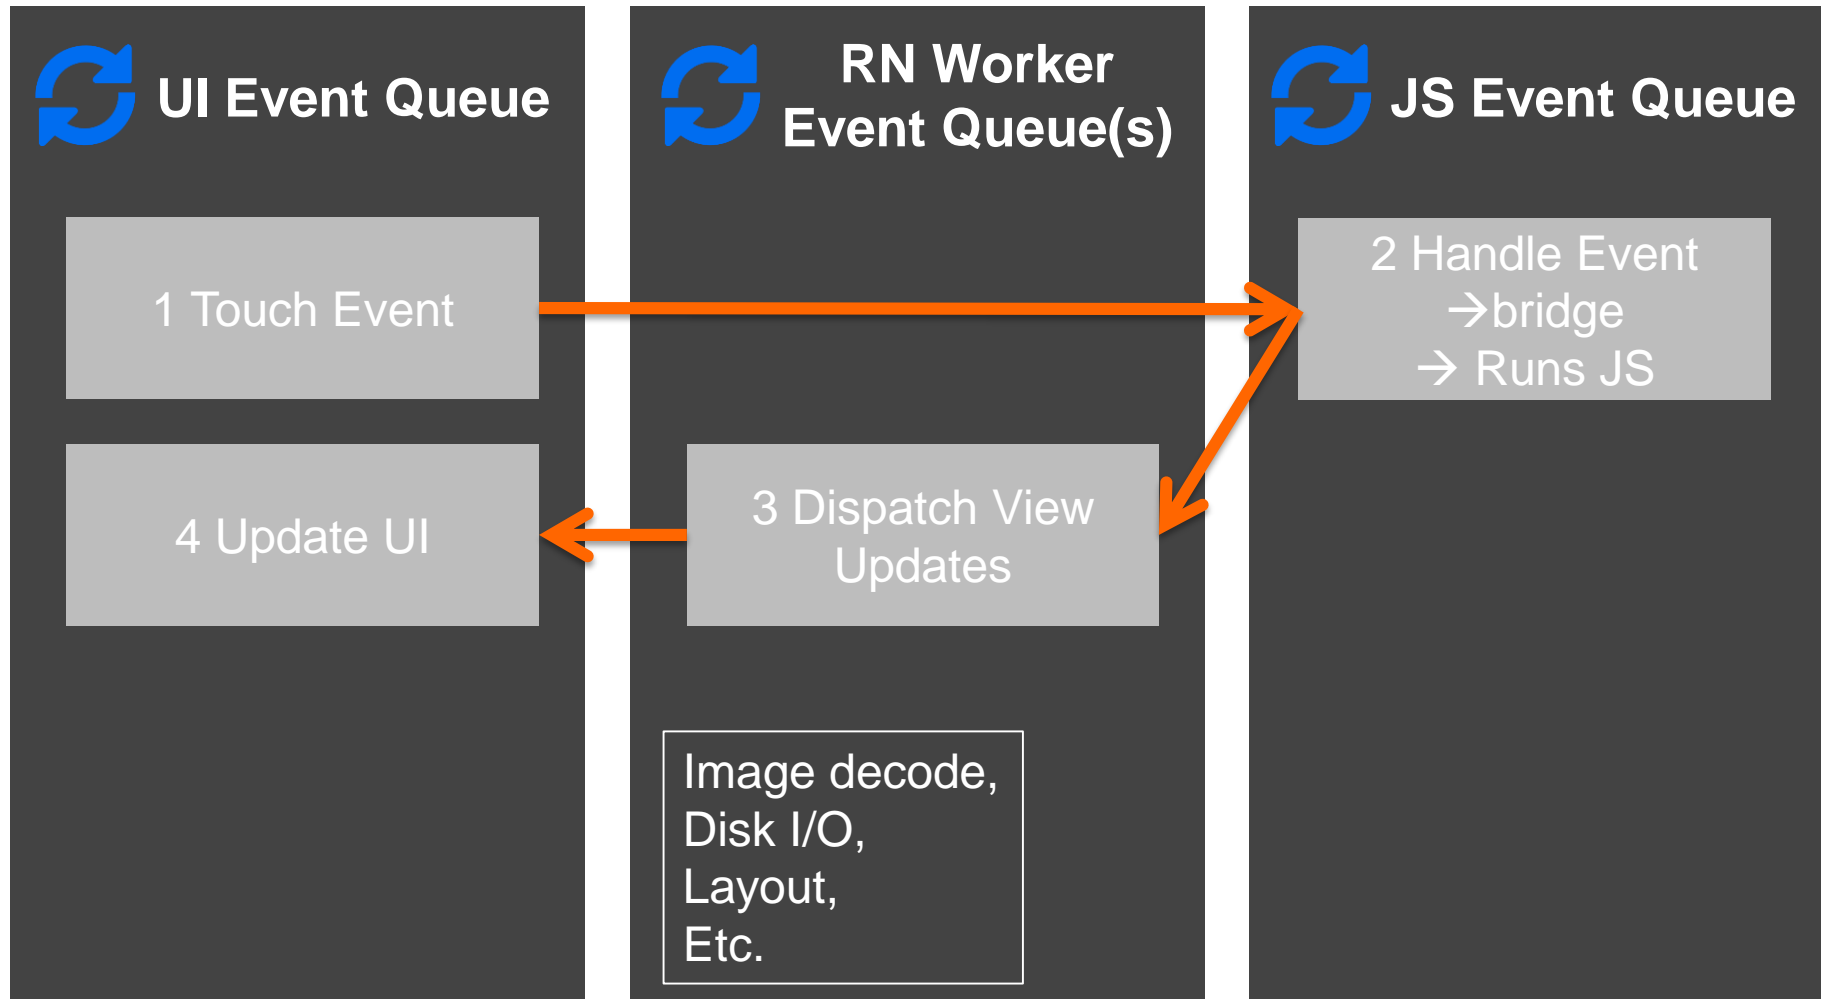 UI Event Queue
RN Worker
Event Queue(s)
JS Event Queue
1 Touch Event
2 Handle Event
→bridge
→ Runs JS
4 Update UI
3 Dispatch View
Updates
Image decode,
Disk I/O,
Layout,
Etc.